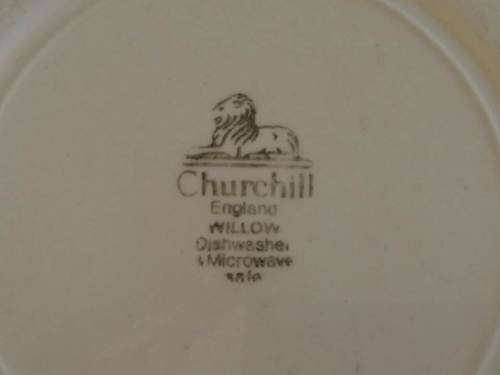 Churchill
England
WILLOW
Dishwasher
& Microwave
safe